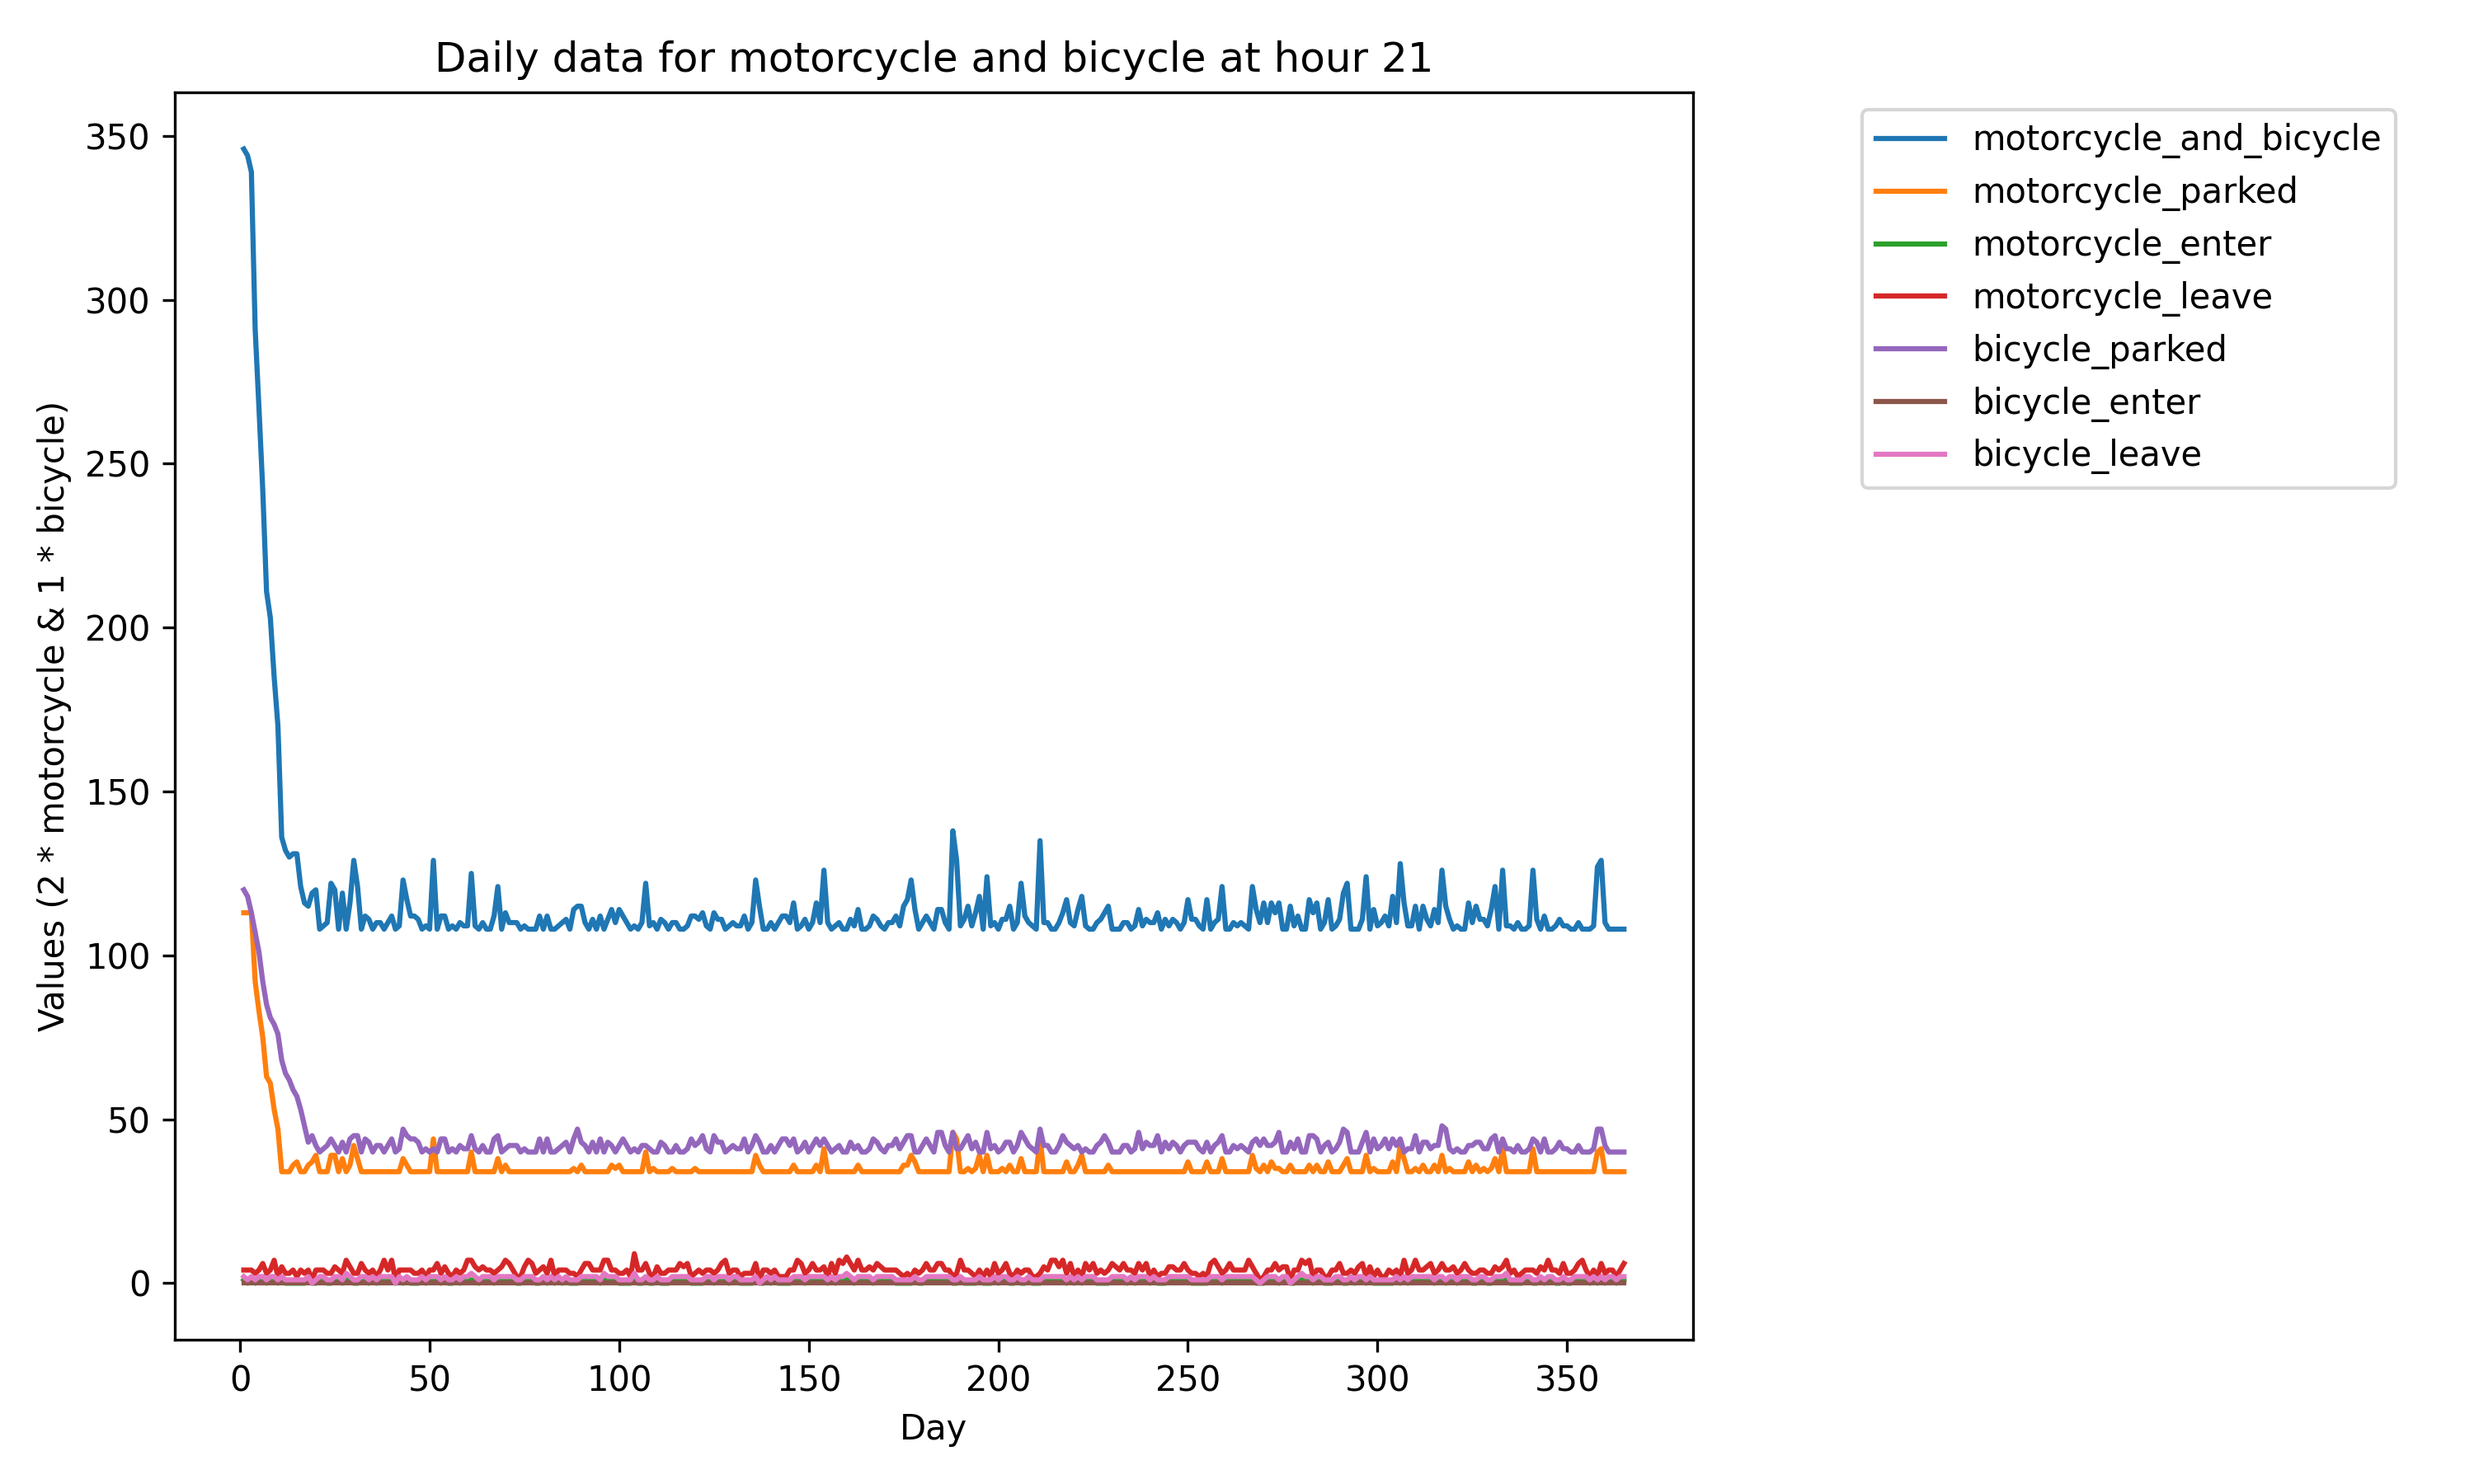 Daily data for motorcycle and bicycle at hour 21
motorcycle_and_bicycle
motorcycle_parked
motorcycle_enter
motorcycle_leave
bicycle_parked
bicycle_enter
bicycle_leave
Values (2 * motorcycle & 1 * bicycle)
350
300
250
200
150
100
50
0
0 50 100 150 200 250 300 350
Day